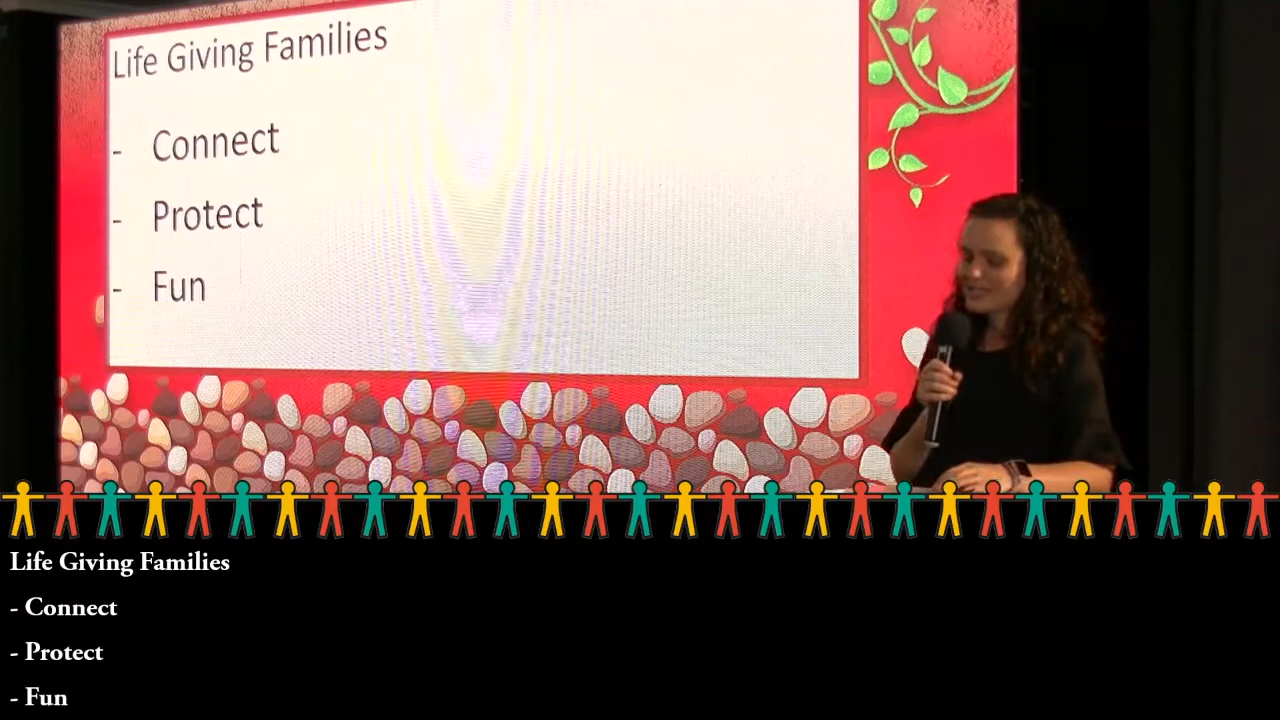 Life Giving Families
- Connect
- Protect
- Fun
Life Giving Families
- Connect
- Protect
- Fun